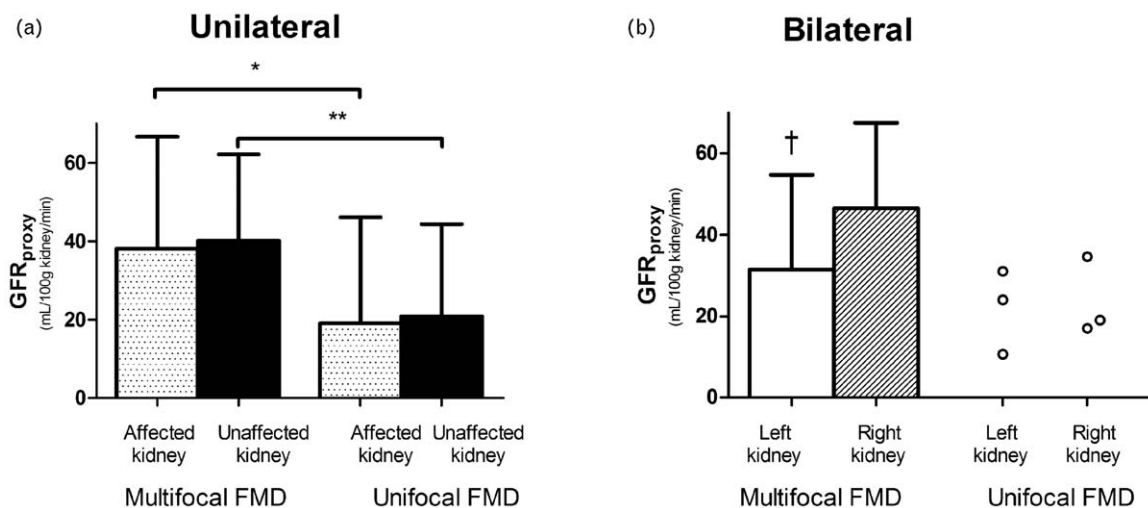 (a)
Unilateral
*
**
60
40
20
0
GFRproxy
(mL/100g kidney/min)
Affected
kidney
Unaffected
kidney
Affected
kidney
Unaffected
kidney
Multifocal FMD
Unifocal FMD
(b)
Bilateral
†
60
40
20
0
GFRproxy
(mL/100g kidney/min)
Left
kidney
Right
kidney
Left
kidney
Right
kidney
Multifocal FMD
Unifocal FMD